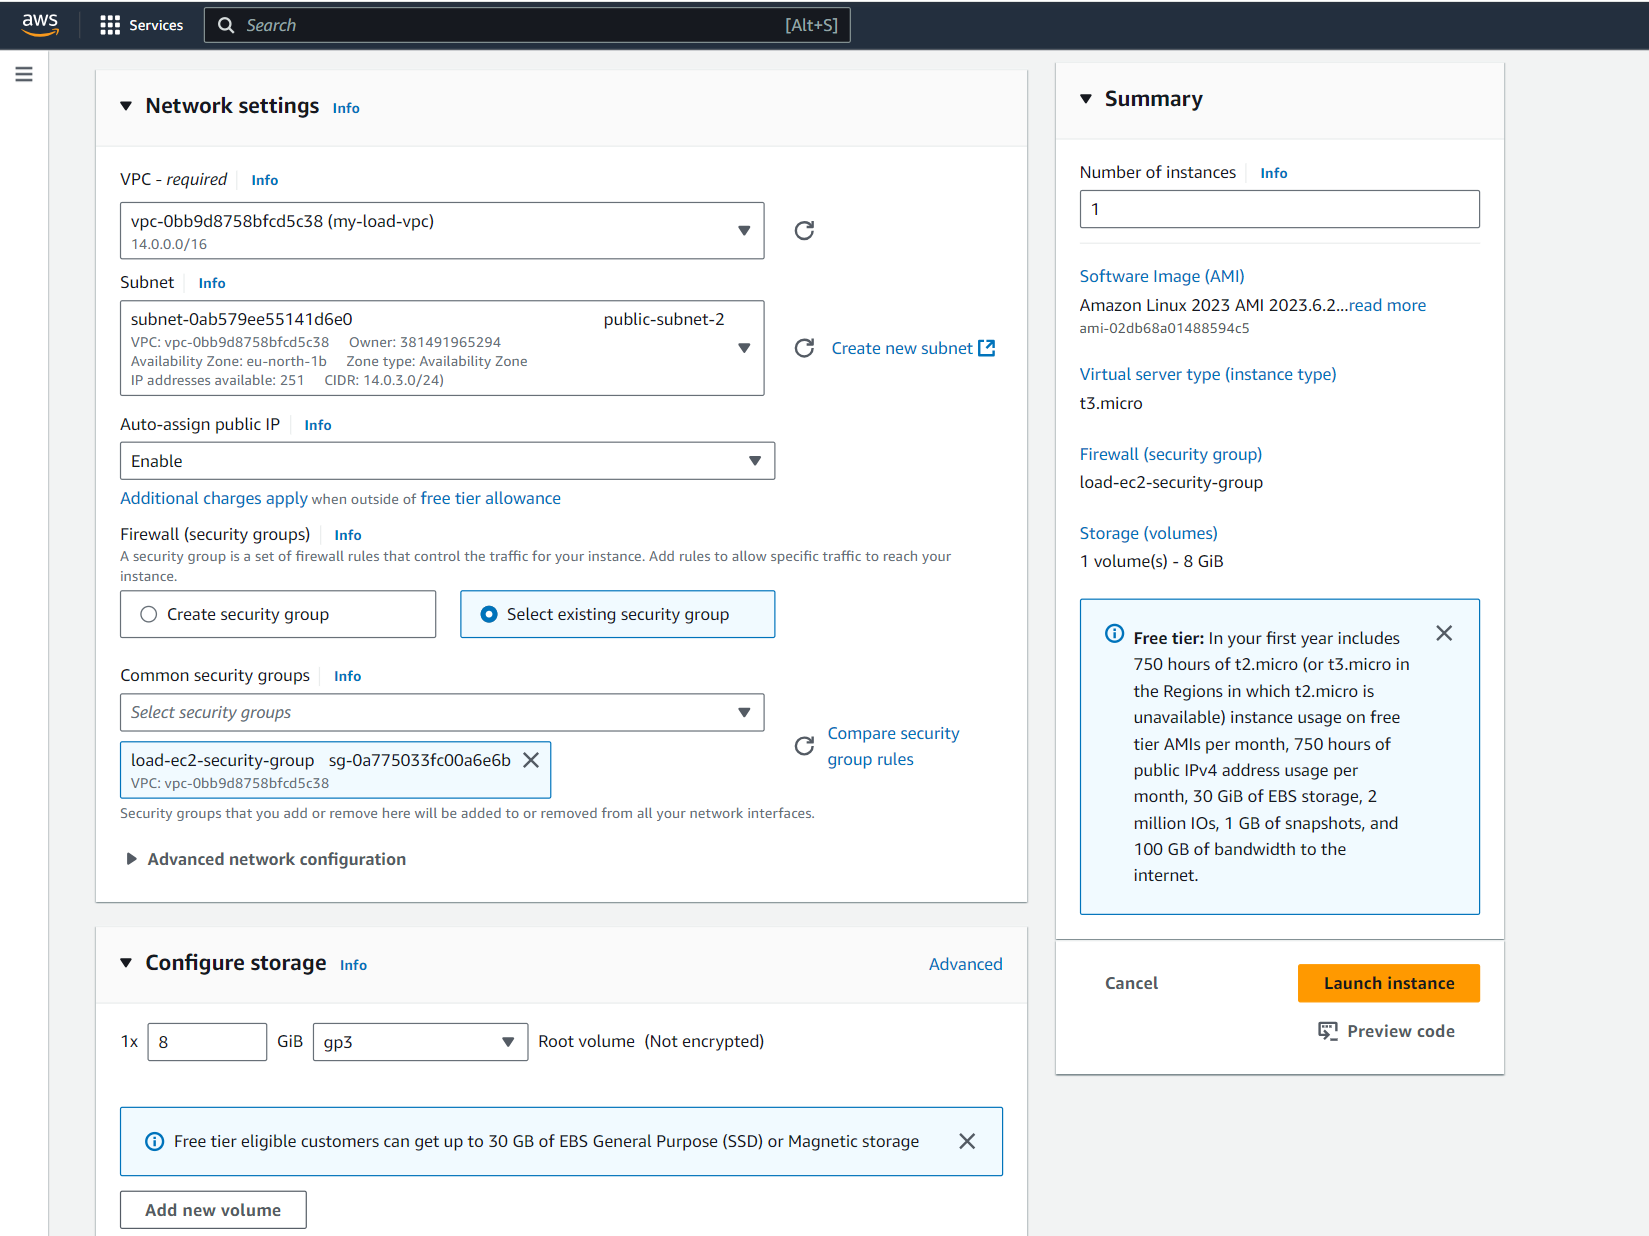 aws
Services
Search [Alt+S]
Network settings Info
VPC - required Info
vpc-0bb9d8758bfcd5c38 (my-load-vpc)
14.0.0.0/16
Subnet Info
subnet-0ab579ee55141d6e0 public-subnet-2
VPC: vpc-0bb9d8758bfcd5c38 Owner: 381491965294
Availability Zone: eu-north-1b Zone type: Availability Zone
IP addresses available: 251 CIDR: 14.0.3.0/24)
Create new subnet
Auto-assign public IP Info
Enable
Additional charges apply when outside of free tier allowance
Firewall (security groups) Info
A security group is a set of firewall rules that control the traffic for your instance. Add rules to allow specific traffic to reach your
instance.
Create security group
Select existing security group
Common security groups Info
Select security groups
load-ec2-security-group sg-0a775033fc00a6e6b
VPC: vpc-0bb9d8758bfcd5c38
Compare security
group rules
Security groups that you add or remove here will be added to or removed from all your network interfaces.
Advanced network configuration
Configure storage Info
Advanced
1x 8 GiB gp3 Root volume (Not encrypted)
Free tier eligible customers can get up to 30 GB of EBS General Purpose (SSD) or Magnetic storage
Add new volume
Summary
Number of instances Info
1
Software Image (AMI)
Amazon Linux 2023 AMI 2023.6.2...read more
ami-02db68a01488594c5
Virtual server type (instance type)
t3.micro
Firewall (security group)
load-ec2-security-group
Storage (volumes)
1 volume(s) - 8 GiB
Free tier: In your first year includes
750 hours of t2.micro (or t3.micro in
the Regions in which t2.micro is
unavailable) instance usage on free
tier AMIs per month, 750 hours of
public IPv4 address usage per
month, 30 GiB of EBS storage, 2
million IOs, 1 GB of snapshots, and
100 GB of bandwidth to the
internet.
Cancel
Launch instance
Preview code